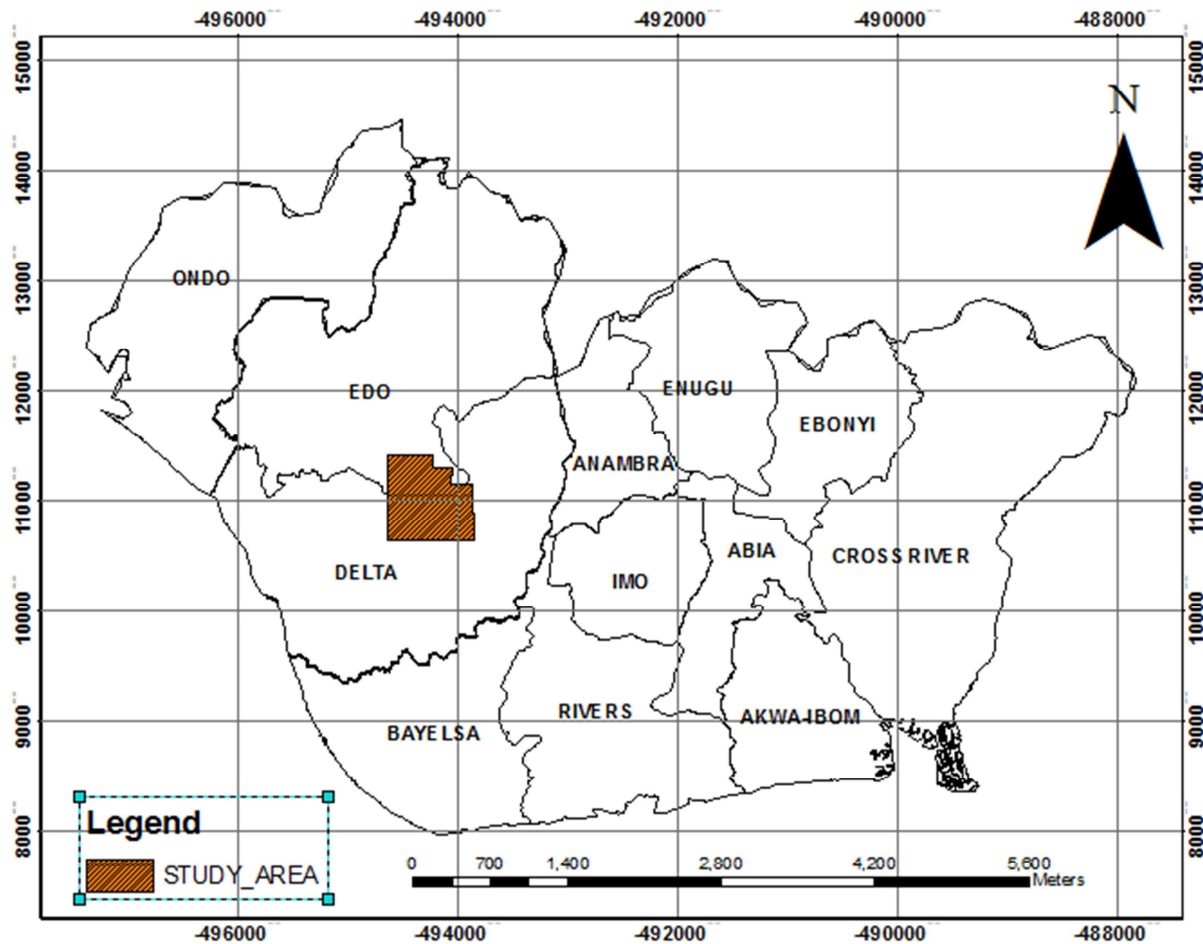 -496000 -494000 -492000 -490000 -488000
15000 15000
N
14000 14000
ONDO
13000 13000
EDO ENUGU
12000 12000
EBONYI
ANAMBRA
11000 11000
ABIA CROSS RIVER
DELTA IMO
10000 10000
RIVERS AKWA-IBOM
9000 9000
BAYELSA
Legend
8000 8000
STUDY_AREA
0 700 1,400 2,800 4,200 5,600
Meters
-496000 -494000 -492000 -490000 -488000